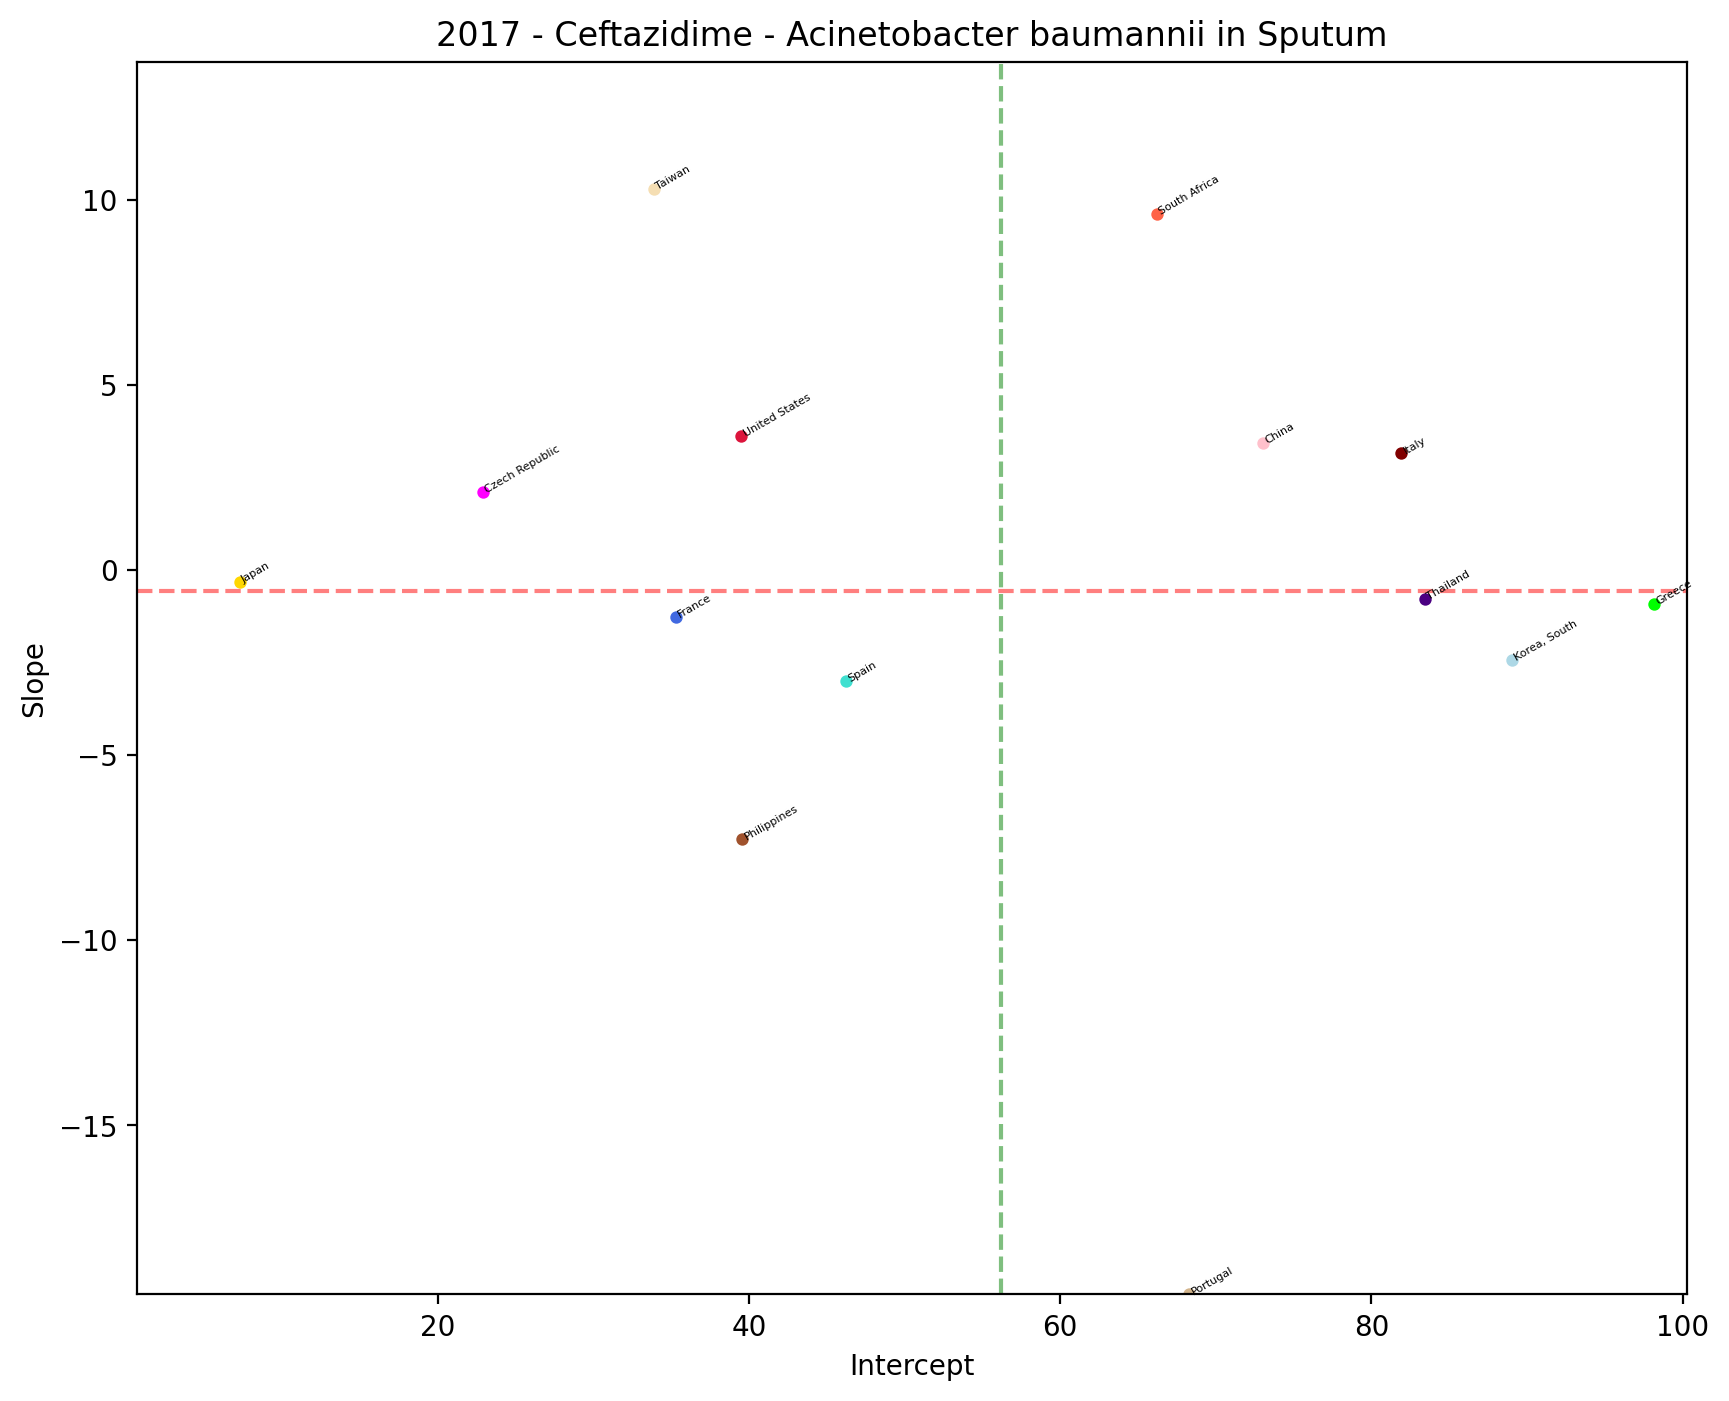 2017 - Ceftazidime - Acinetobacter baumannii in Sputum
Slope
10
5
0
−5
−10
−15
Taiwan
South Africa
United States
China
Italy
Czech Republic
Japan
Thailand
Greece
France
Korea, South
Spain
Philippines
Portugal
20
40
60
80
100
Intercept